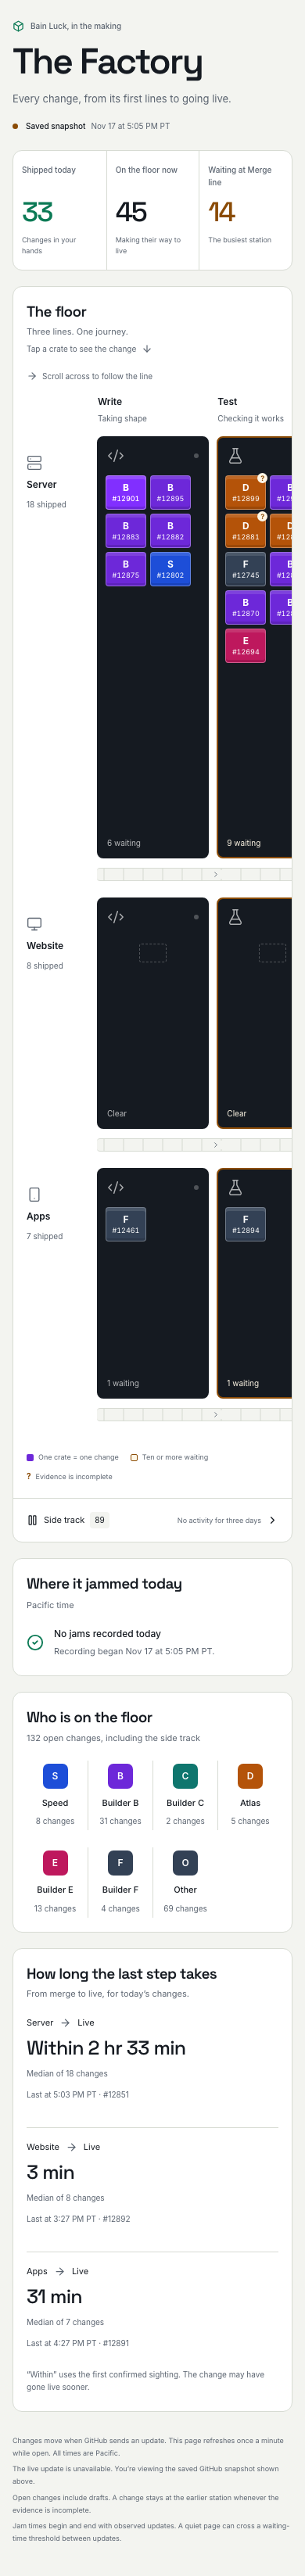 Bain Luck, in the making
The Factory
Every change, from its first lines to going live.
Saved snapshot Nov 17 at 5:05 PM PT
Shipped today
33
Changes in your
hands
On the floor now
45
Making their way to
live
Waiting at Merge
line
14
The busiest station
The floor
Three lines. One journey.
Tap a crate to see the change
Scroll across to follow the line
Write
Taking shape
Test
Checking it works
Server
18 shipped
B
#12901
B
#12895
B
#12883
B
#12882
B
#12875
S
#12802
6 waiting
?
D
#12899
?
D
#12881
F
#12745
B
#12870
E
#12694
9 waiting
Website
8 shipped
Clear
Clear
Apps
7 shipped
F
#12461
1 waiting
F
#12894
1 waiting
One crate = one change
Ten or more waiting
? Evidence is incomplete
Side track 89
No activity for three days
Where it jammed today
Pacific time
No jams recorded today
Recording began Nov 17 at 5:05 PM PT.
Who is on the floor
132 open changes, including the side track
S
Speed
8 changes
B
Builder B
31 changes
C
Builder C
2 changes
D
Atlas
5 changes
E
Builder E
13 changes
F
Builder F
4 changes
O
Other
69 changes
How long the last step takes
From merge to live, for today's changes.
Server → Live
Within 2 hr 33 min
Median of 18 changes
Last at 5:03 PM PT · #12851
Website → Live
3 min
Median of 8 changes
Last at 3:27 PM PT · #12892
Apps → Live
31 min
Median of 7 changes
Last at 4:27 PM PT · #12891
"Within" uses the first confirmed sighting. The change may have
gone live sooner.
Changes move when GitHub sends an update. This page refreshes once a minute
while open. All times are Pacific.
The live update is unavailable. You're viewing the saved GitHub snapshot shown
above.
Open changes include drafts. A change stays at the earlier station whenever the
evidence is incomplete.
Jam times begin and end with observed updates. A quiet page can cross a waiting-
time threshold between updates.